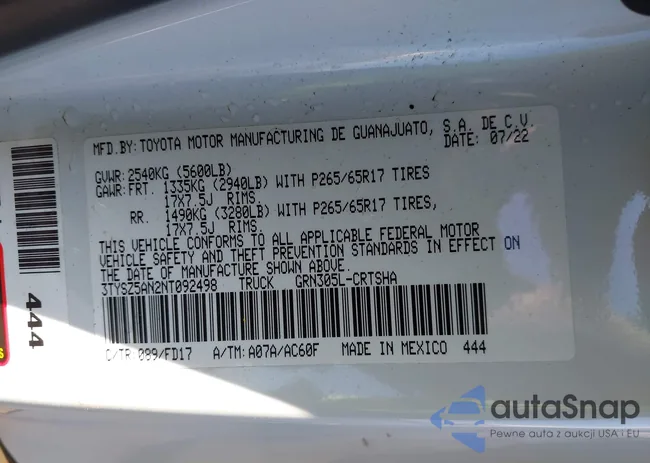 MFD.BY: TOYOTA MOTOR MANUFACTURING DE GUANAJUATO, S.A. DE C.V.
DATE: 07/22
GVWR: 2540KG (5600LB)
GAWR: FRT. 1335KG (2940LB) WITH P265/65R17 TIRES
17X7.5J RIMS.
RR. 1490KG (3280LB) WITH P265/65R17 TIRES,
17X7.5J RIMS.
THIS VEHICLE CONFORMS TO ALL APPLICABLE FEDERAL MOTOR
VEHICLE SAFETY AND THEFT PREVENTION STANDARDS IN EFFECT ON
THE DATE OF MANUFACTURE SHOWN ABOVE.
3TYSZ5AN2NT092498 TRUCK GRN305L-CRTSHA
C/TR 089/FD17 A/TM: A07A/AC60F MADE IN MEXICO 444
444
autaSnap
Pewne auta z aukcji USA i EU